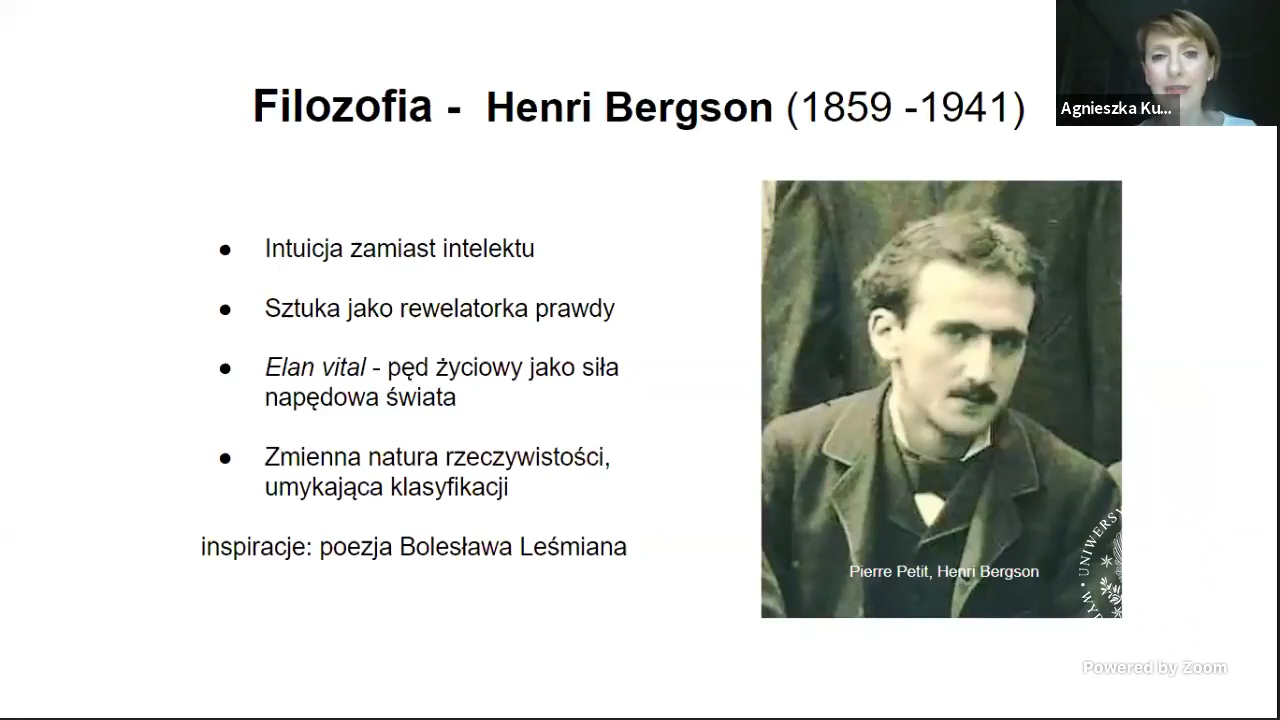 Filozofia - Henri Bergson (1859 -1941)
Agnieszka Ku...
● Intuicja zamiast intelektu
● Sztuka jako rewelatorka prawdy
● Elan vital - pęd życiowy jako siła
napędowa świata
● Zmienna natura rzeczywistości,
umykająca klasyfikacji
inspiracje: poezja Bolesława Leśmiana
Pierre Petit, Henri Bergson
Powered by Zoom